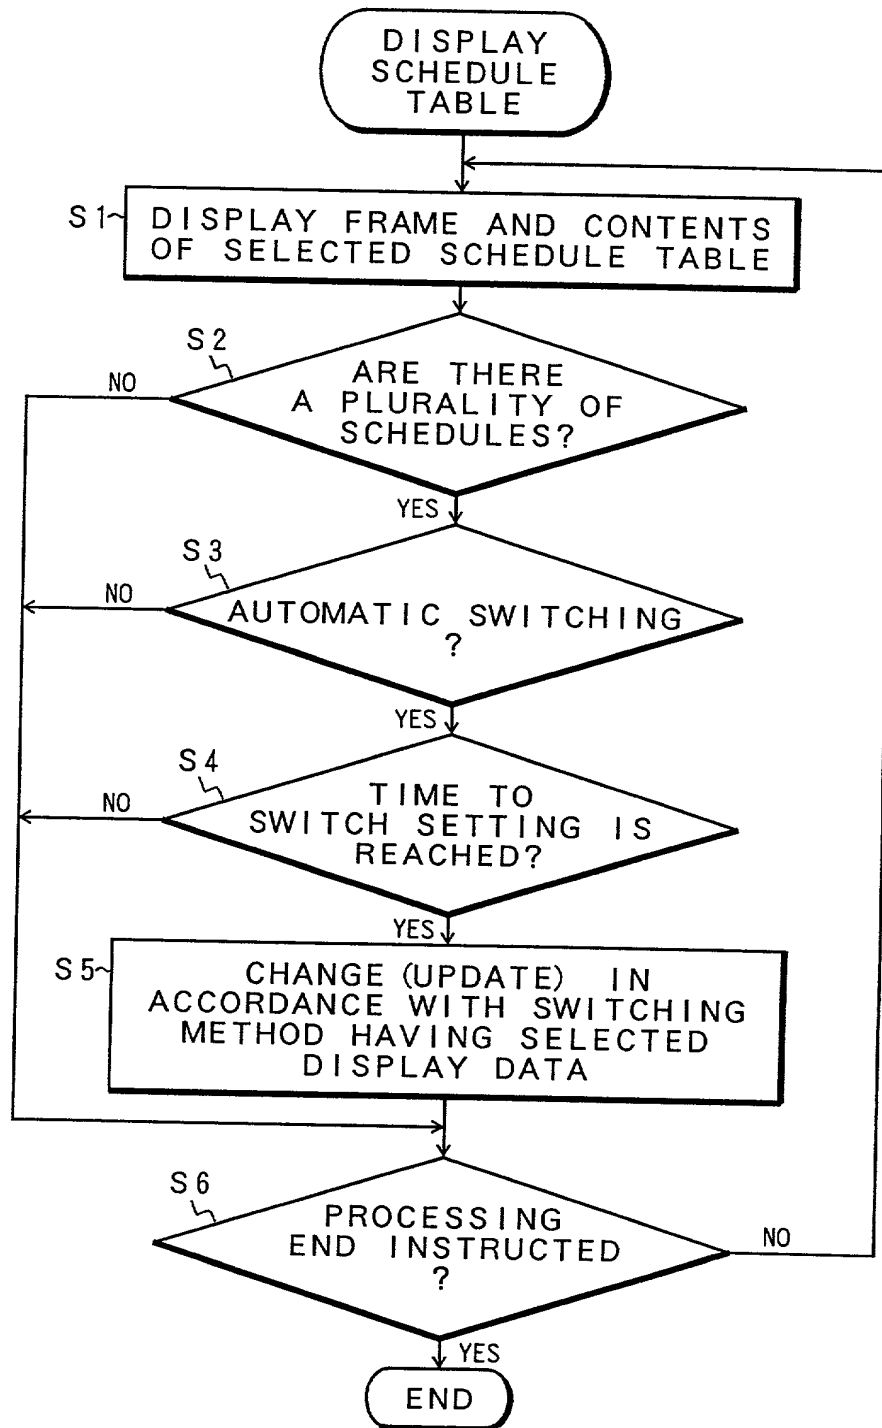 DISPLAY
SCHEDULE
TABLE
S1
DISPLAY FRAME AND CONTENTS
OF SELECTED SCHEDULE TABLE
S2
NO
ARE THERE
A PLURALITY OF
SCHEDULES?
YES
S3
NO
AUTOMATIC SWITCHING
?
YES
S4
NO
TIME TO
SWITCH SETTING IS
REACHED?
YES
S5
CHANGE (UPDATE) IN
ACCORDANCE WITH SWITCHING
METHOD HAVING SELECTED
DISPLAY DATA
S6
PROCESSING
END INSTRUCTED
?
NO
YES
END